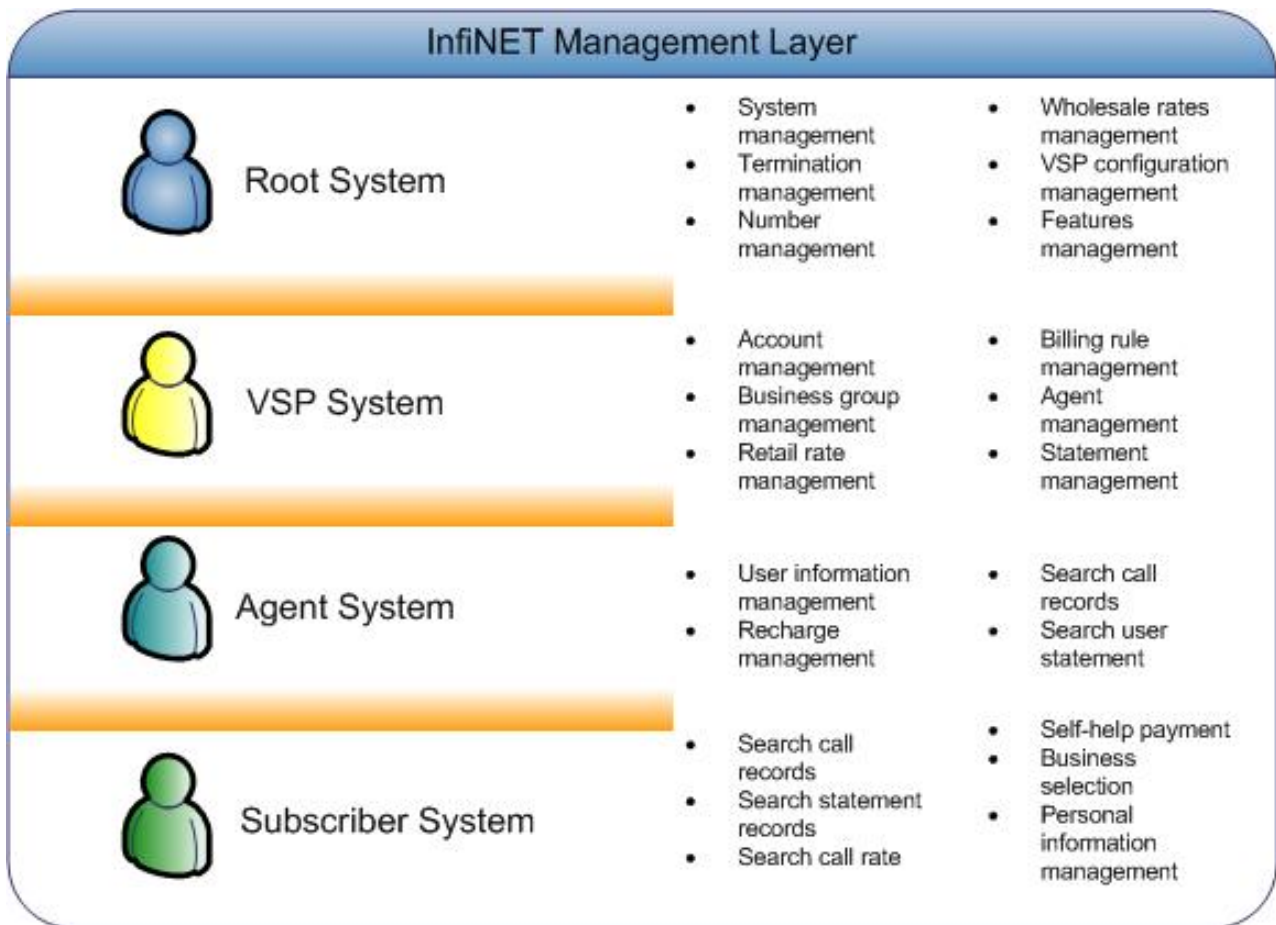 InfiNET Management Layer
Root System
• System
management
• Termination
management
• Number
management
• Wholesale rates
management
• VSP configuration
management
• Features
management
VSP System
• Account
management
• Business group
management
• Retail rate
management
• Billing rule
management
• Agent
management
• Statement
management
Agent System
• User information
management
• Recharge
management
• Search call
records
• Search user
statement
Subscriber System
• Search call
records
• Search statement
records
• Search call rate
• Self-help payment
• Business
selection
• Personal
information
management